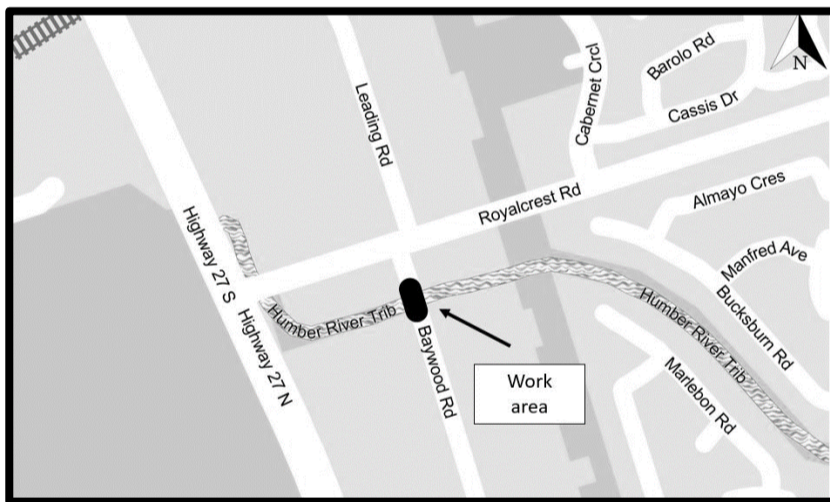 N
Barolo Rd
Cabernet Crcl
Cassis Dr
Leading Rd
Royalcrest Rd
Almayo Cres
Manfred Ave
Highway 27 S
Bucksburn Rd
Humber River Trib
Humber River Trib
Highway 27 N
Baywood Rd
Marlebon Rd
Work
area